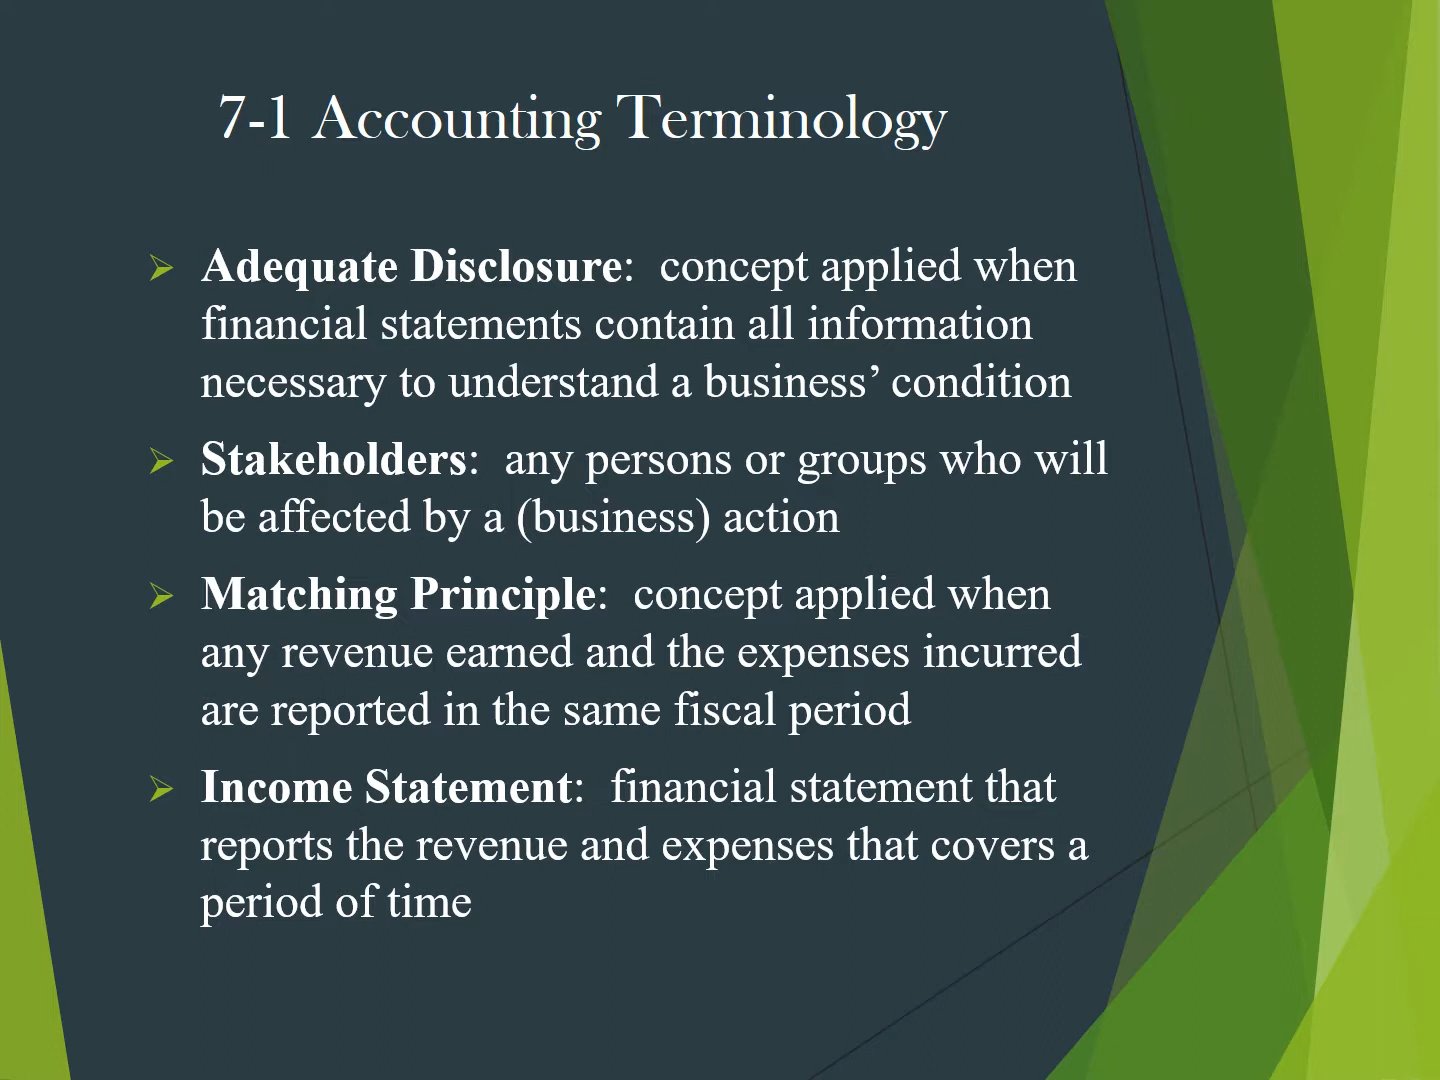 7-1 Accounting Terminology
Adequate Disclosure:  concept applied when
financial statements contain all information
necessary to understand a business’ condition
Stakeholders:  any persons or groups who will
be affected by a (business) action
Matching Principle:  concept applied when
any revenue earned and the expenses incurred
are reported in the same fiscal period
Income Statement:  financial statement that
reports the revenue and expenses that covers a
period of time